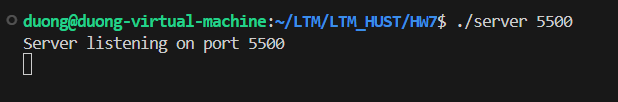 duong@duong-virtual-machine:~/LTM/LTM_HUST/HW7$ ./server 5500
Server listening on port 5500